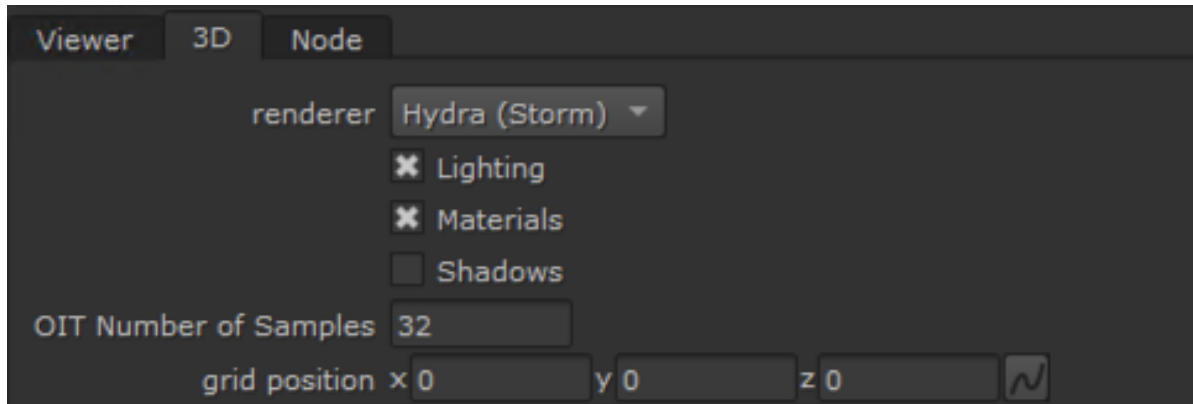 Viewer 3D Node
renderer Hydra (Storm)
Lighting
Materials
Shadows
OIT Number of Samples 32
grid position x 0 y 0 z 0